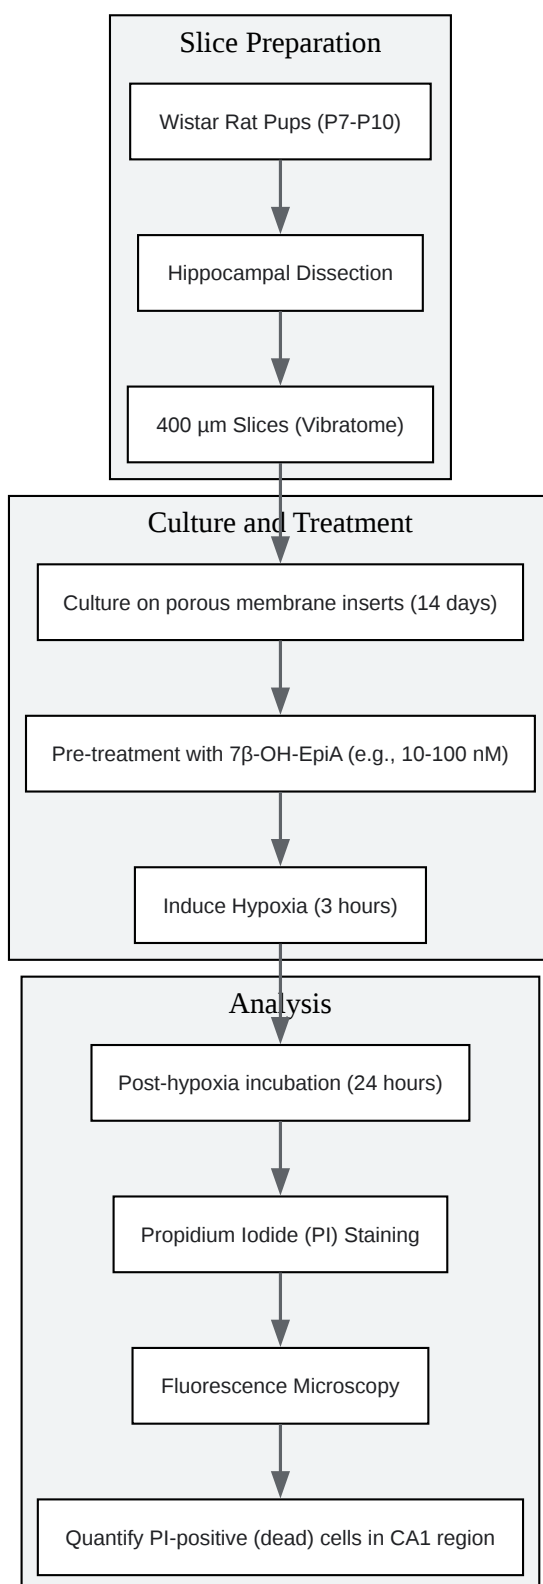 Slice Preparation
Wistar Rat Pups (P7-P10)
Hippocampal Dissection
400 µm Slices (Vibratome)
Culture and Treatment
Culture on porous membrane inserts (14 days)
Pre-treatment with 7β-OH-EpiA (e.g., 10-100 nM)
Induce Hypoxia (3 hours)
Analysis
Post-hypoxia incubation (24 hours)
Propidium Iodide (PI) Staining
Fluorescence Microscopy
Quantify PI-positive (dead) cells in CA1 region